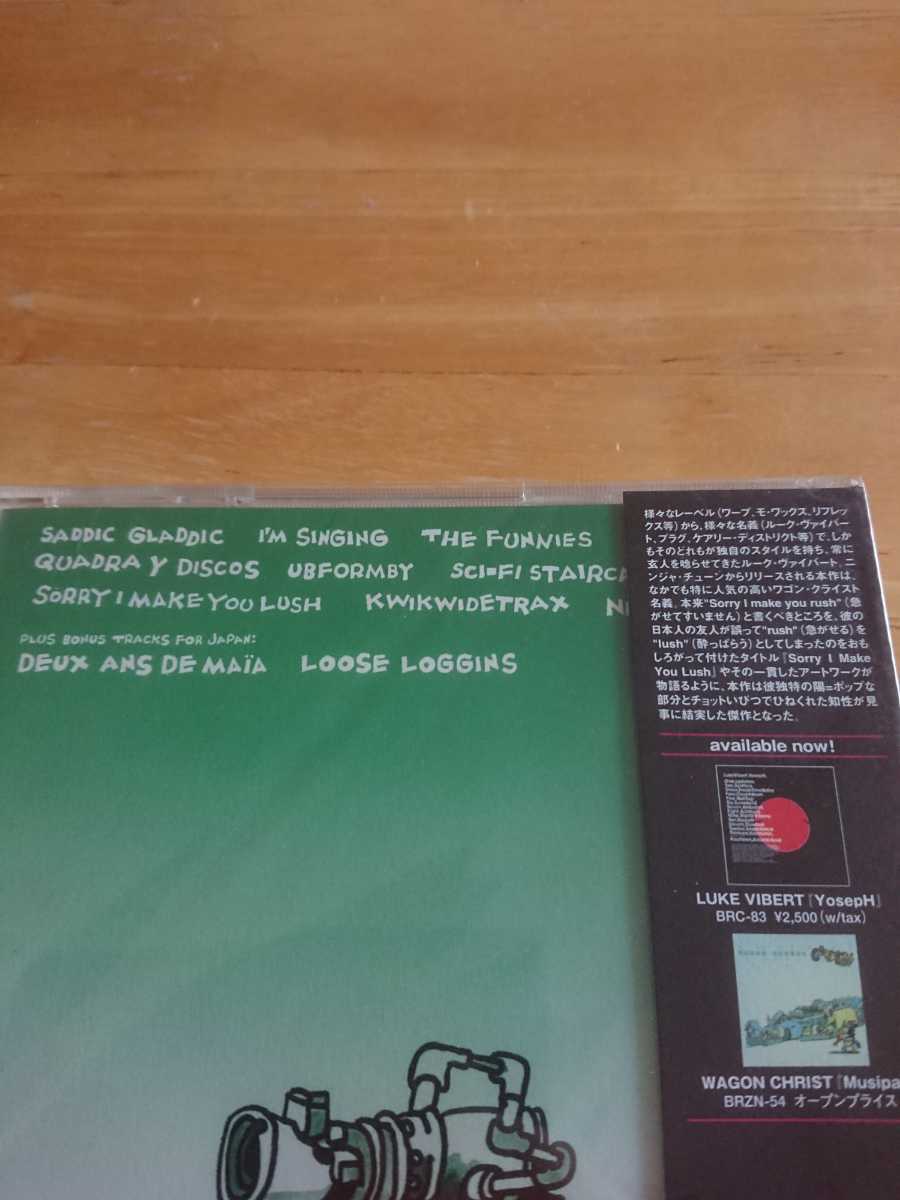 SADDIC GLADDIC I'M SINGING THE FUNNIES
QUADRA Y DISCOS UBFORMBY SCI=FI STAIRCA
SORRY I MAKE YOU LUSH KWIKWIDETRAX NI
PLUS BONUS TRACKS FOR JAPAN:
DEUX ANS DE MAÏA LOOSE LOGGINS
様々なレーベル(ワープ、モ・ワックス、リフレッ
クス等)から、様々な名義(ルーク・ヴァイバー
ト、プラグ、ケアリー・ディストリクト等)で、しか
もそのどれもが独自のスタイルを持ち、常に
玄人を唸らせてきたルーク・ヴァイバート。ニ
ンジャ・チューンからリリースされる本作は、
なかでも特に人気の高いワゴン・クライスト
名義。本来"Sorry I make you rush"(急
がせてすいません)と書くべきところを、彼の
日本人の友人が誤って"rush"(急がせる)を
"lush"(酔っぱらう)としてしまったのをおも
しろがって付けたタイトル『Sorry I Make
You Lush』やその一貫したアートワークが
物語るように、本作は彼独特の陽=ポップな
部分とチョットいびつでひねくれた知性が見
事に結実した傑作となった。
available now!
LUKE VIBERT『YosepH』
BRC-83 ¥2,500(w/tax)
WAGON CHRIST『Musipa
BRZN-54 オープンプライス